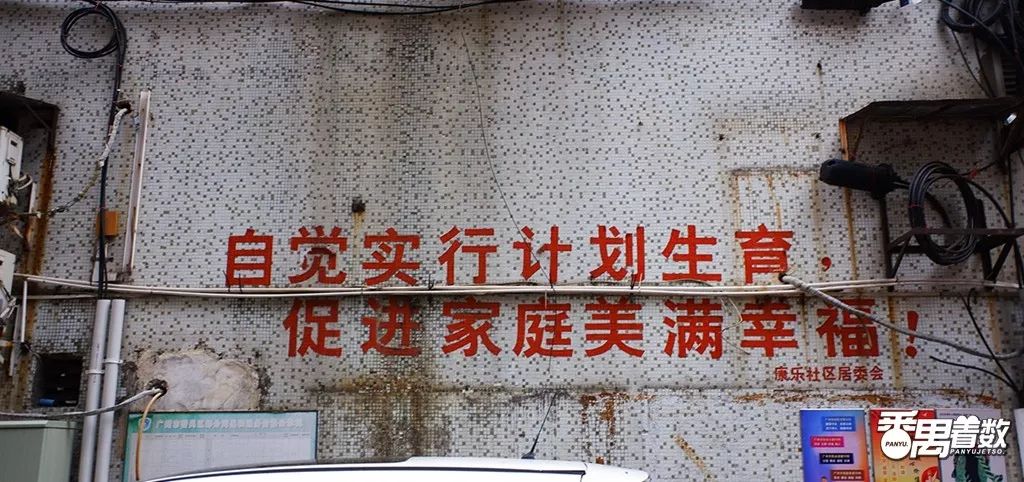 自觉实行计划生育，
促进家庭美满幸福！
康乐社区居委会
番禺着数
PANYU.
PANYUJETSO.